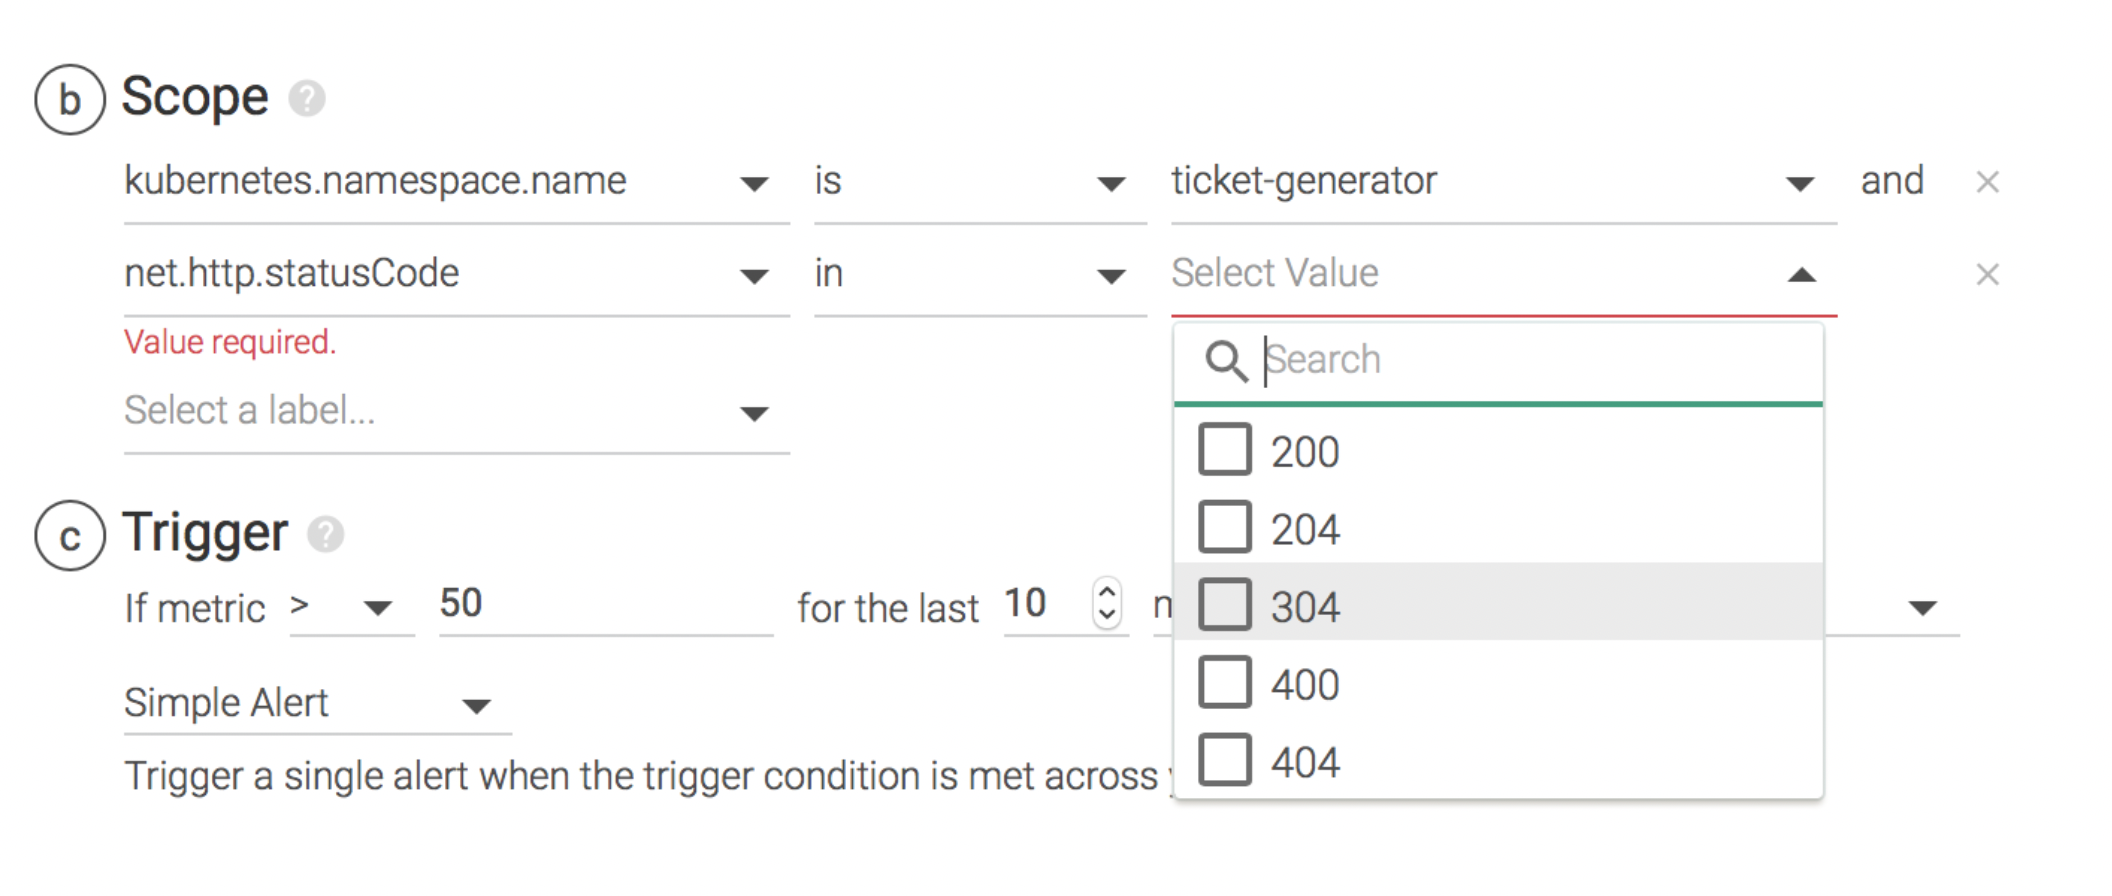 b Scope ?
kubernetes.namespace.name is ticket-generator and ×
net.http.statusCode in Select Value ×
Value required.
Search
Select a label...
200
204
304
400
404
c Trigger ?
If metric > 50 for the last 10
Simple Alert
Trigger a single alert when the trigger condition is met across